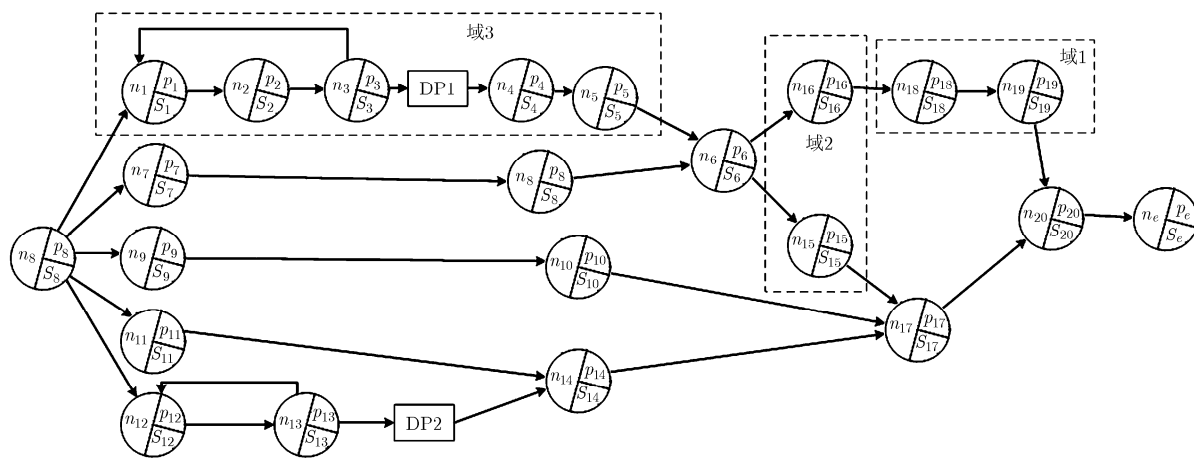 域3
n1 p1 S1
n2 p2 S2
n3 p3 S3
DP1
n4 p4 S4
n5 p5 S5
n16 p16 S16
域1
n18 p18 S18
n19 p19 S19
域2
n6 p6 S6
n7 p7 S7
n8 p8 S8
n20 p20 S20
ne pe Se
n8 p8 S8
n9 p9 S9
n10 p10 S10
n15 p15 S15
n11 p11 S11
n17 p17 S17
n14 p14 S14
n12 p12 S12
n13 p13 S13
DP2